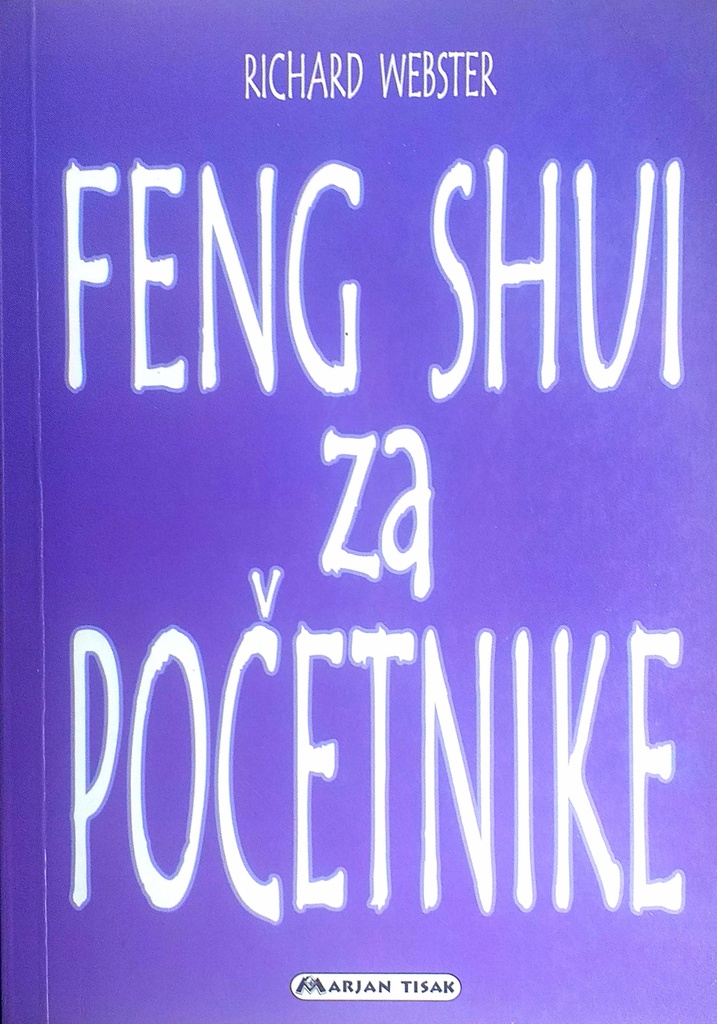 RICHARD WEBSTER
FENG SHUI
za
POČETNIKE
MARJAN TISAK